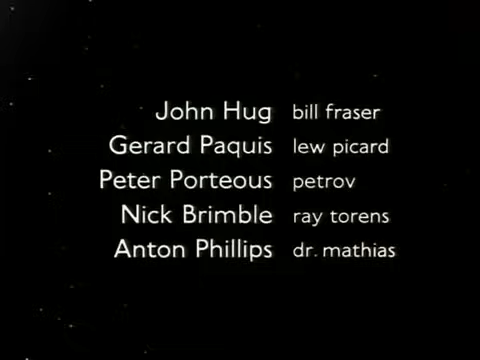 John Hug bill fraser
Gerard Paquis lew picard
Peter Porteous petrov
Nick Brimble ray torens
Anton Phillips dr. mathias